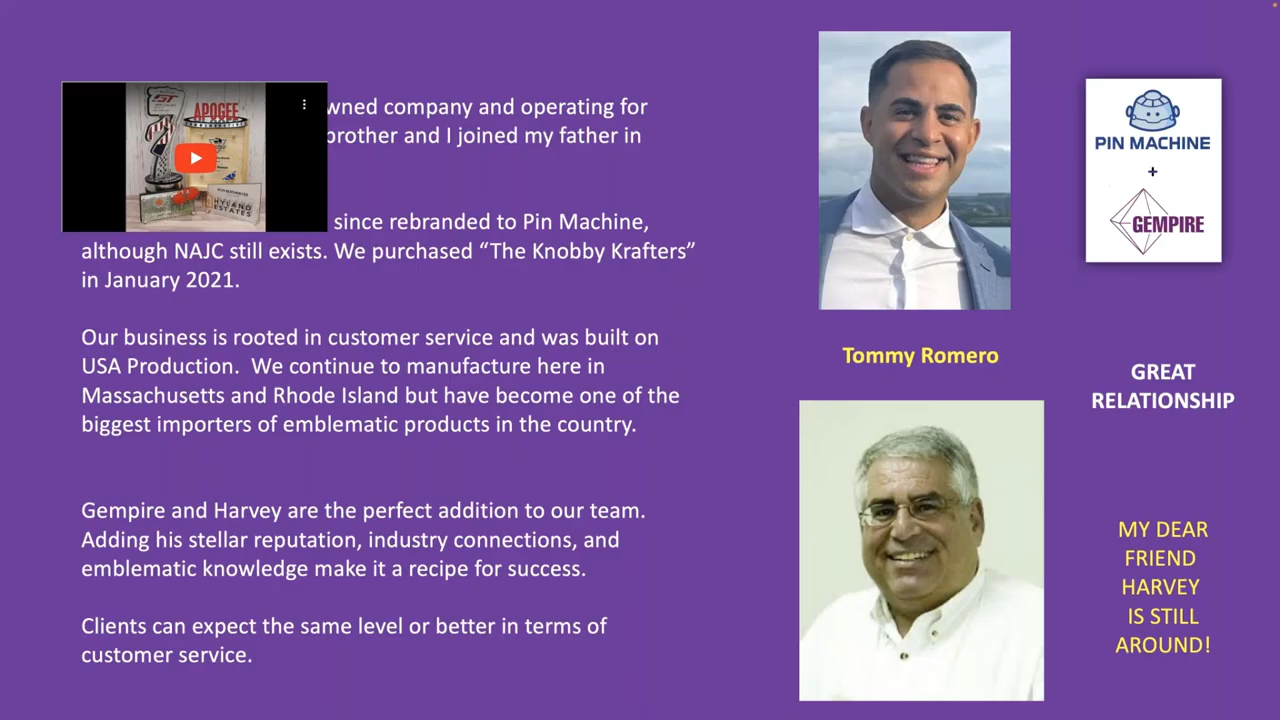 wned company and operating for
brother and I joined my father in
since rebranded to Pin Machine,
although NAJC still exists. We purchased “The Knobby Krafters”
in January 2021.
Our business is rooted in customer service and was built on
USA Production. We continue to manufacture here in
Massachusetts and Rhode Island but have become one of the
biggest importers of emblematic products in the country.
Gempire and Harvey are the perfect addition to our team.
Adding his stellar reputation, industry connections, and
emblematic knowledge make it a recipe for success.
Clients can expect the same level or better in terms of
customer service.
APOGEE
HYLAND
ESTATES
Tommy Romero
PIN MACHINE
+
GEMPIRE
GREAT
RELATIONSHIP
MY DEAR
FRIEND
HARVEY
IS STILL
AROUND!